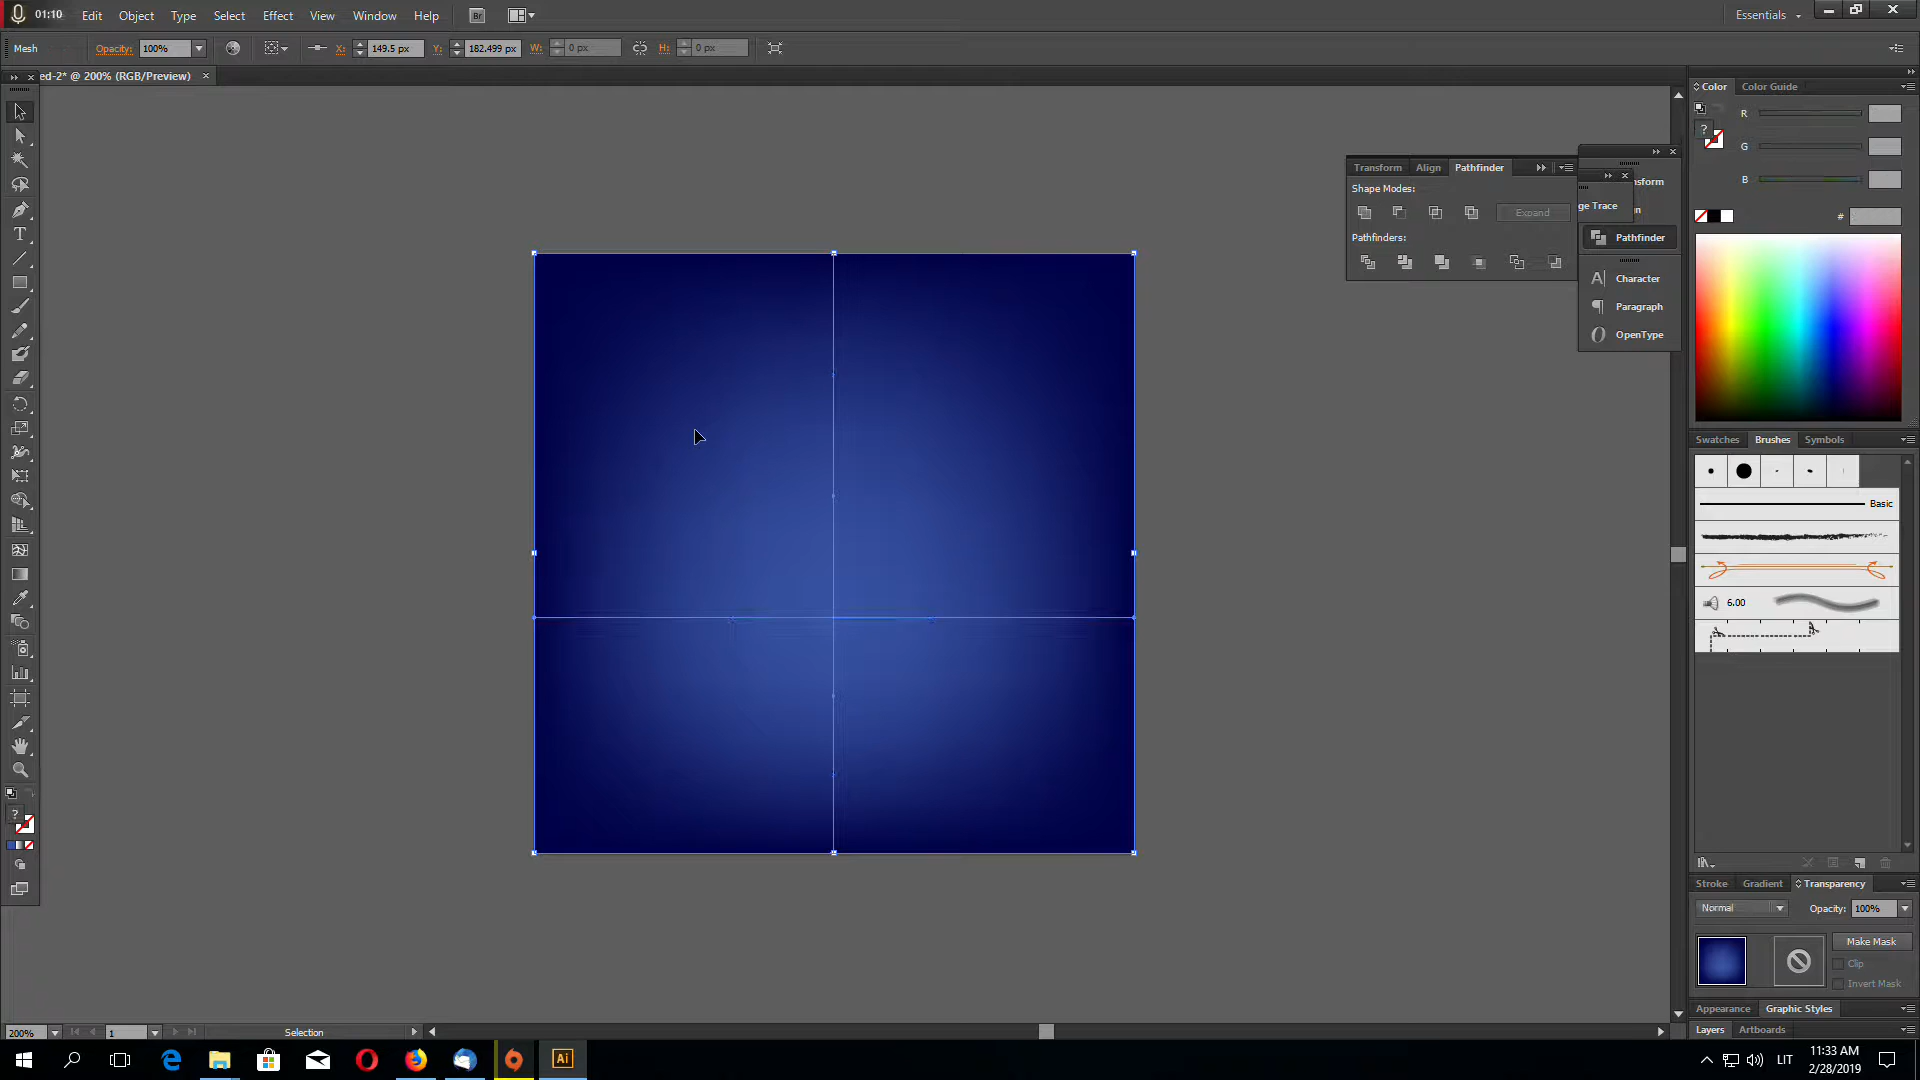 01:10 Edit Object Type Select Effect View Window Help Br Essentials
Mesh Opacity: 100% X: 149.5 px Y: 182.499 px W: 0 px H: 0 px
ed-2* @ 200% (RGB/Preview) ×
Color Color Guide
R
G
B
#
Transform Align Pathfinder
Shape Modes:
Expand
Pathfinders:
nsform
ge Trace
Pathfinder
Character
Paragraph
OpenType
Swatches Brushes Symbols
Basic
6.00
Stroke Gradient Transparency
Normal Opacity: 100%
Make Mask
Clip
Invert Mask
Appearance Graphic Styles
Layers Artboards
200% 1 Selection
Ai LIT 11:33 AM
2/28/2019